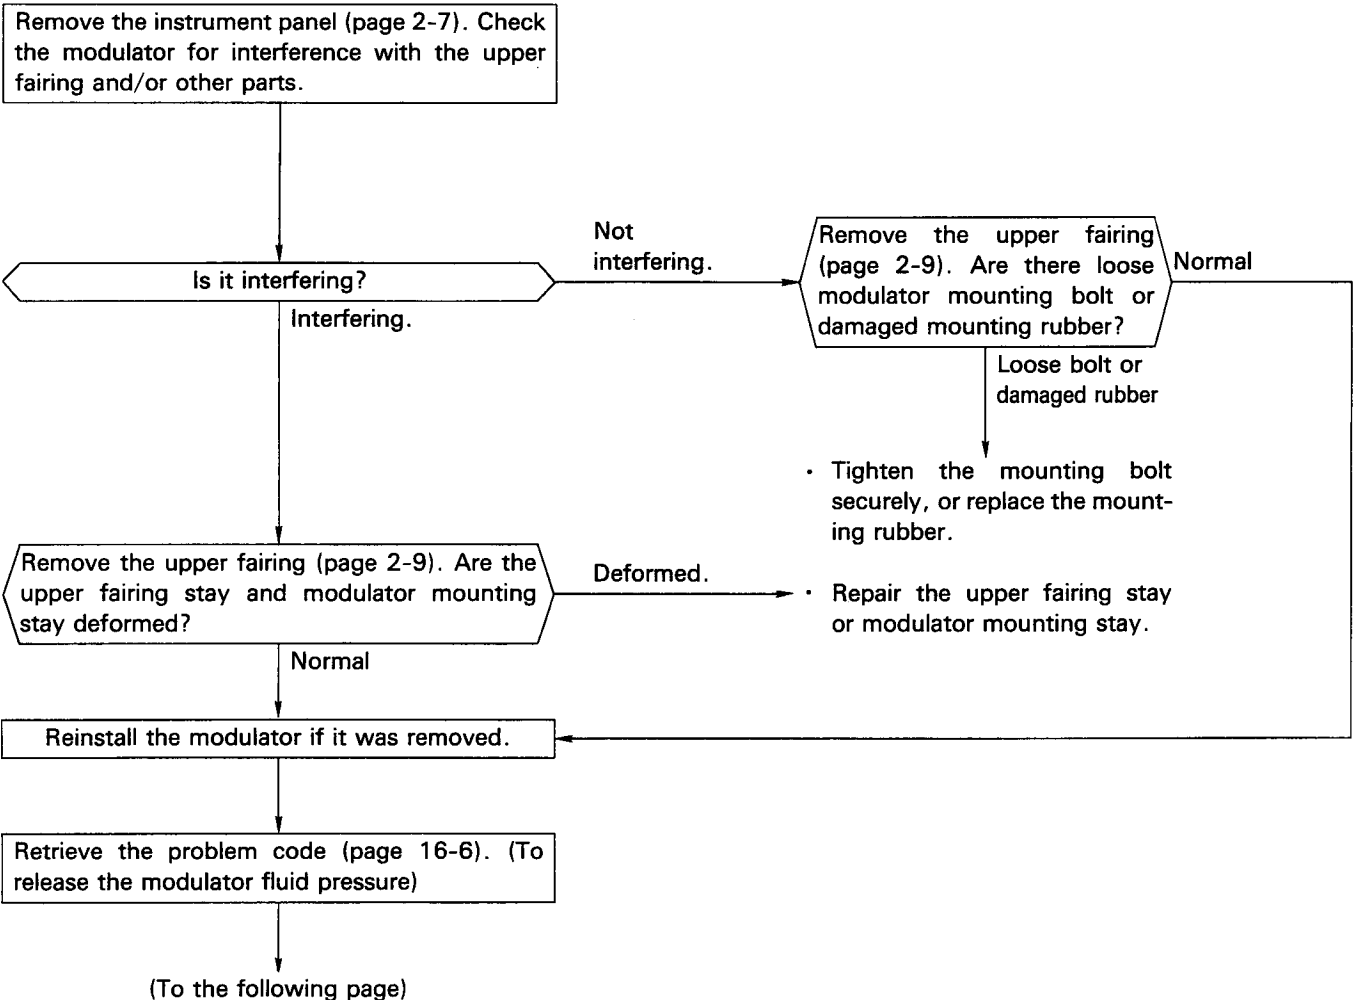 Remove the instrument panel (page 2-7). Check
the modulator for interference with the upper
fairing and/or other parts.
Is it interfering?
Not
interfering.
Remove the upper fairing
(page 2-9). Are there loose
modulator mounting bolt or
damaged mounting rubber?
Normal
Interfering.
Loose bolt or
damaged rubber
· Tighten the mounting bolt
securely, or replace the mount-
ing rubber.
Remove the upper fairing (page 2-9). Are the
upper fairing stay and modulator mounting
stay deformed?
Deformed.
· Repair the upper fairing stay
or modulator mounting stay.
Normal
Reinstall the modulator if it was removed.
Retrieve the problem code (page 16-6). (To
release the modulator fluid pressure)
(To the following page)